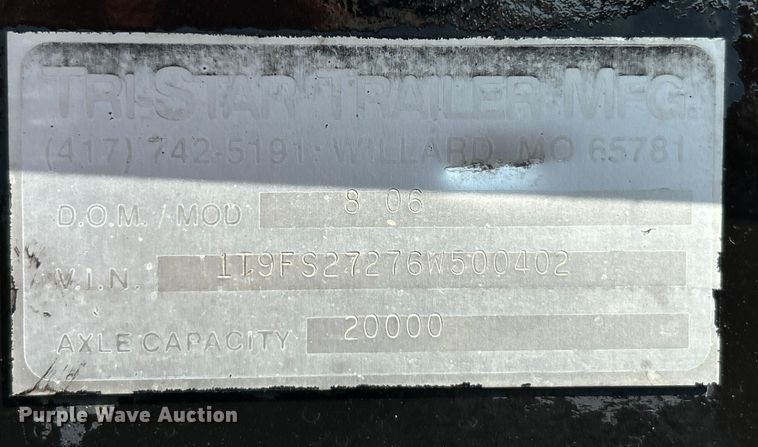 TRI-STAR TRAILER MFG.
(417) 742-5191 · WILLARD, MO 65781
D.O.M. / MOD 8 06
V.I.N. 1T9FS27276W500402
AXLE CAPACITY 20000
Purple Wave Auction